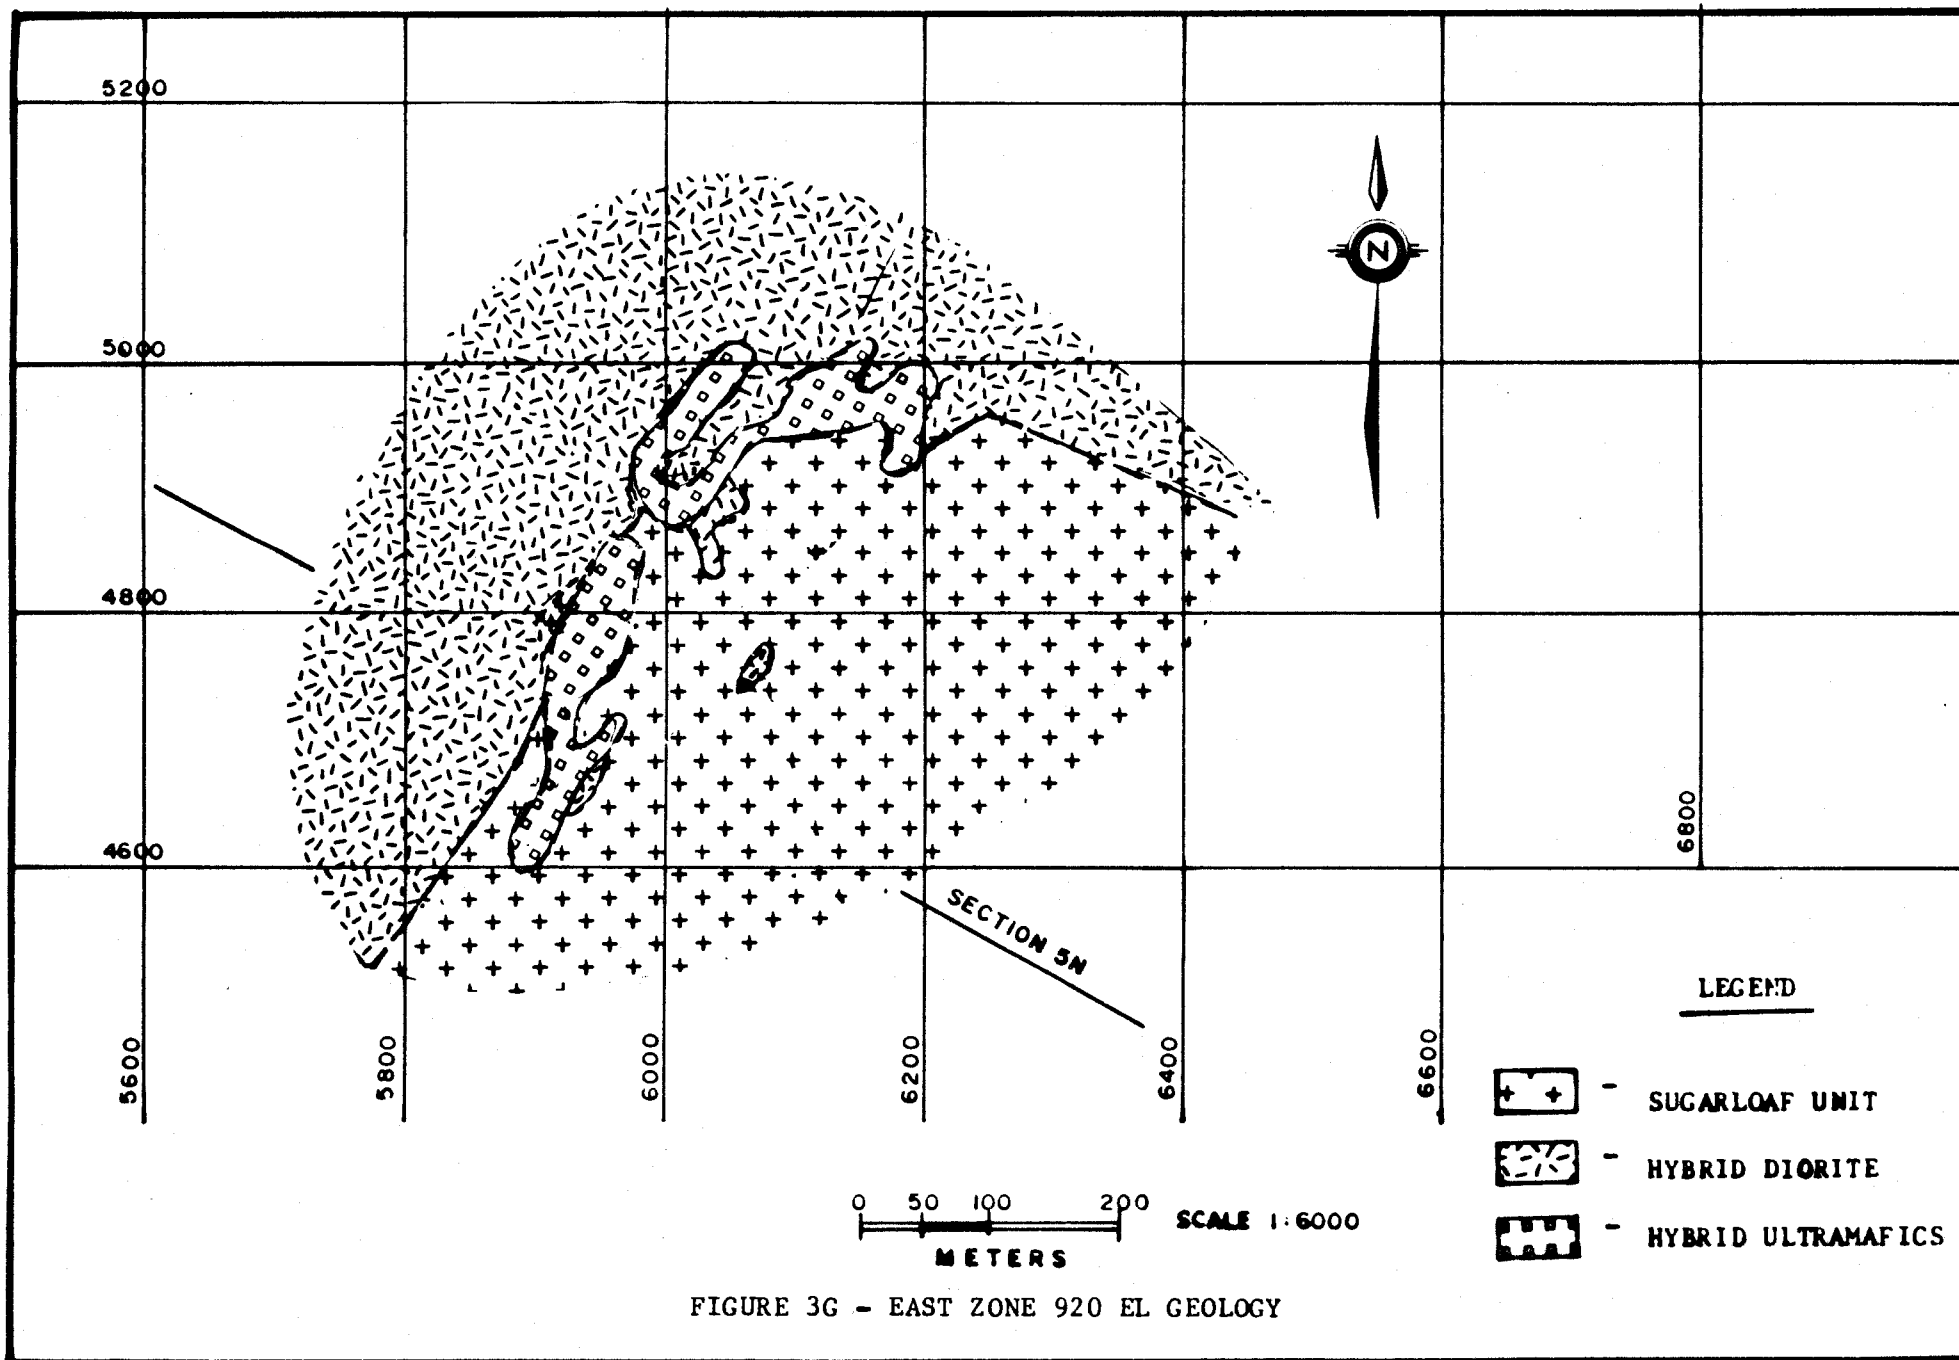 5200
N
5000
4800
4600
6800
SECTION 5N
5600
5800
6000
6200
6400
6600
LEGEND
- SUGARLOAF UNIT
- HYBRID DIORITE
- HYBRID ULTRAMAFICS
0 50 100 200
SCALE 1:6000
METERS
FIGURE 3G - EAST ZONE 920 EL GEOLOGY